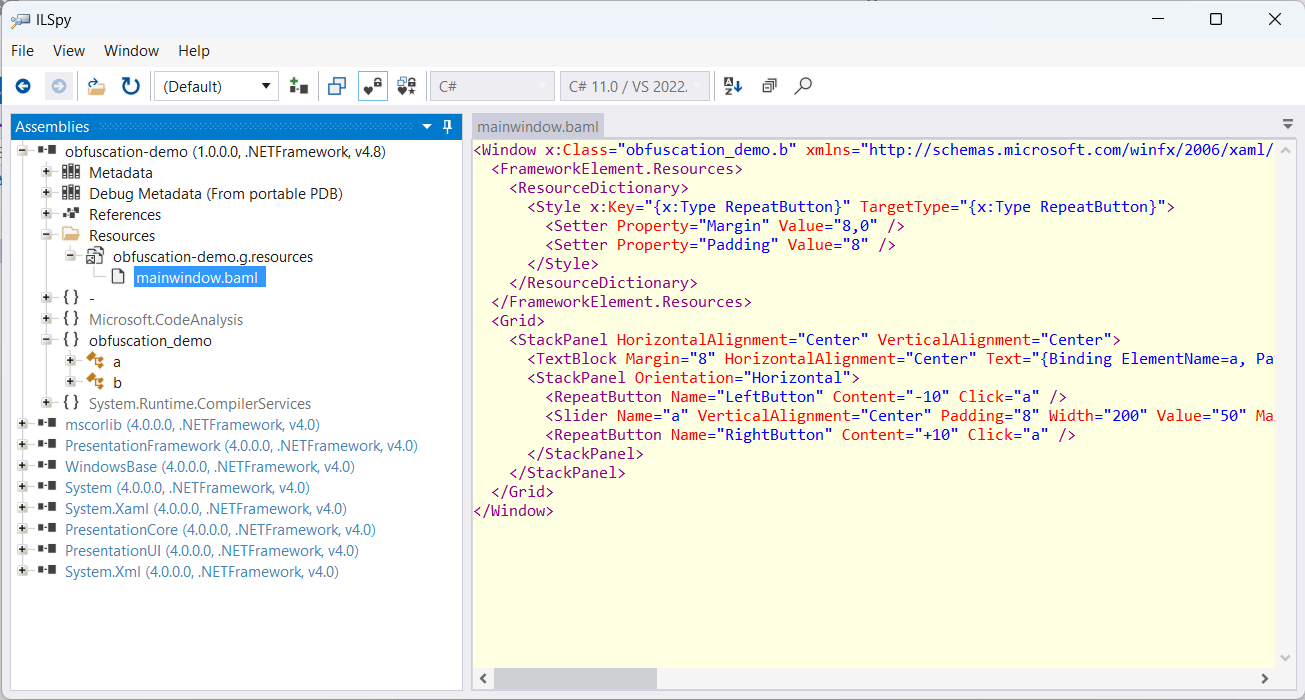 ILSpy
File View Window Help
(Default) C# C# 11.0 / VS 2022.
Assemblies
obfuscation-demo (1.0.0.0, .NETFramework, v4.8)
Metadata
Debug Metadata (From portable PDB)
References
Resources
obfuscation-demo.g.resources
mainwindow.baml
{ } -
{ } Microsoft.CodeAnalysis
{ } obfuscation_demo
a
b
{ } System.Runtime.CompilerServices
mscorlib (4.0.0.0, .NETFramework, v4.0)
PresentationFramework (4.0.0.0, .NETFramework, v4.0)
WindowsBase (4.0.0.0, .NETFramework, v4.0)
System (4.0.0.0, .NETFramework, v4.0)
System.Xaml (4.0.0.0, .NETFramework, v4.0)
PresentationCore (4.0.0.0, .NETFramework, v4.0)
PresentationUI (4.0.0.0, .NETFramework, v4.0)
System.Xml (4.0.0.0, .NETFramework, v4.0)
mainwindow.baml
<Window x:Class="obfuscation_demo.b" xmlns="http://schemas.microsoft.com/winfx/2006/xaml/
<FrameworkElement.Resources>
<ResourceDictionary>
<Style x:Key="{x:Type RepeatButton}" TargetType="{x:Type RepeatButton}">
<Setter Property="Margin" Value="8,0" />
<Setter Property="Padding" Value="8" />
</Style>
</ResourceDictionary>
</FrameworkElement.Resources>
<Grid>
<StackPanel HorizontalAlignment="Center" VerticalAlignment="Center">
<TextBlock Margin="8" HorizontalAlignment="Center" Text="{Binding ElementName=a, Pa
<StackPanel Orientation="Horizontal">
<RepeatButton Name="LeftButton" Content="-10" Click="a" />
<Slider Name="a" VerticalAlignment="Center" Padding="8" Width="200" Value="50" Ma
<RepeatButton Name="RightButton" Content="+10" Click="a" />
</StackPanel>
</StackPanel>
</Grid>
</Window>